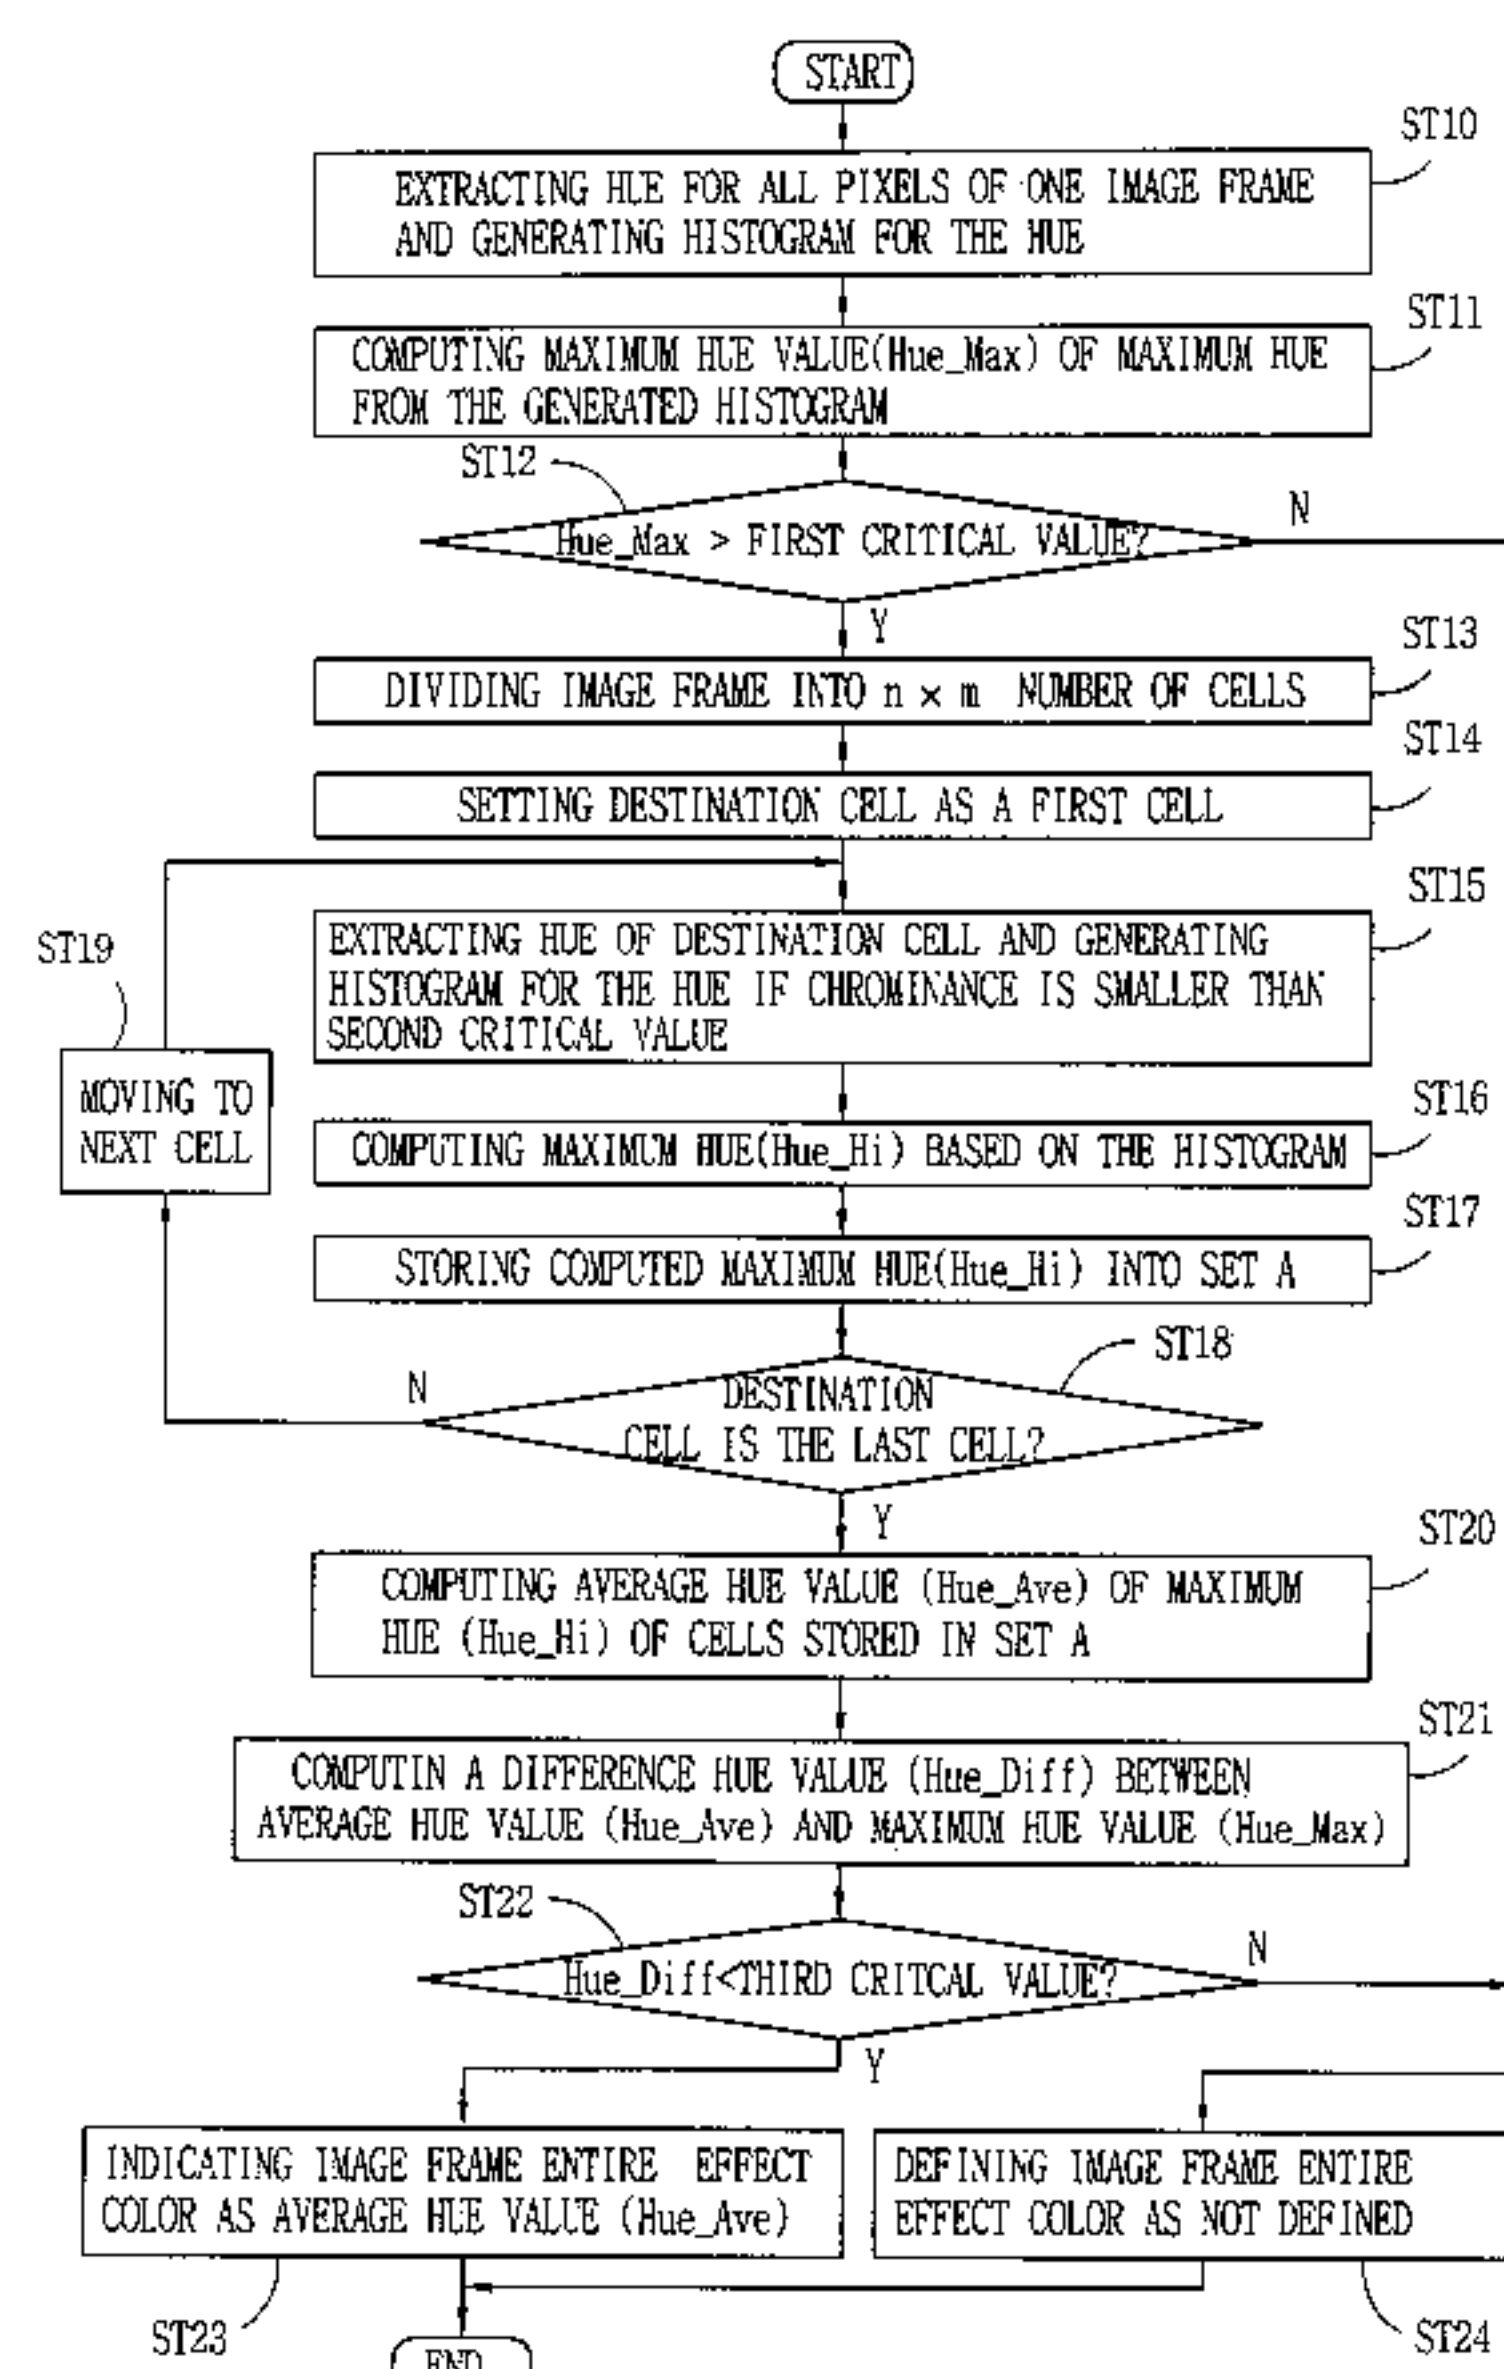 START
ST10
EXTRACTING HUE FOR ALL PIXELS OF ONE IMAGE FRAME
AND GENERATING HISTOGRAM FOR THE HUE
ST11
COMPUTING MAXIMUM HUE VALUE(Hue_Max) OF MAXIMUM HUE
FROM THE GENERATED HISTOGRAM
ST12
Hue_Max > FIRST CRITICAL VALUE?
N
Y
ST13
DIVIDING IMAGE FRAME INTO n × m NUMBER OF CELLS
ST14
SETTING DESTINATION CELL AS A FIRST CELL
ST15
EXTRACTING HUE OF DESTINATION CELL AND GENERATING
HISTOGRAM FOR THE HUE IF CHROMINANCE IS SMALLER THAN
SECOND CRITICAL VALUE
ST19
MOVING TO
NEXT CELL
ST16
COMPUTING MAXIMUM HUE(Hue_Hi) BASED ON THE HISTOGRAM
ST17
STORING COMPUTED MAXIMUM HUE(Hue_Hi) INTO SET A
ST18
N
DESTINATION
CELL IS THE LAST CELL?
Y
ST20
COMPUTING AVERAGE HUE VALUE (Hue_Ave) OF MAXIMUM
HUE (Hue_Hi) OF CELLS STORED IN SET A
ST21
COMPUTIN A DIFFERENCE HUE VALUE (Hue_Diff) BETWEEN
AVERAGE HUE VALUE (Hue_Ave) AND MAXIMUM HUE VALUE (Hue_Max)
ST22
Hue_Diff<THIRD CRITCAL VALUE?
N
Y
INDICATING IMAGE FRAME ENTIRE EFFECT
COLOR AS AVERAGE HUE VALUE (Hue_Ave)
DEFINING IMAGE FRAME ENTIRE
EFFECT COLOR AS NOT DEFINED
ST23
ST24
END